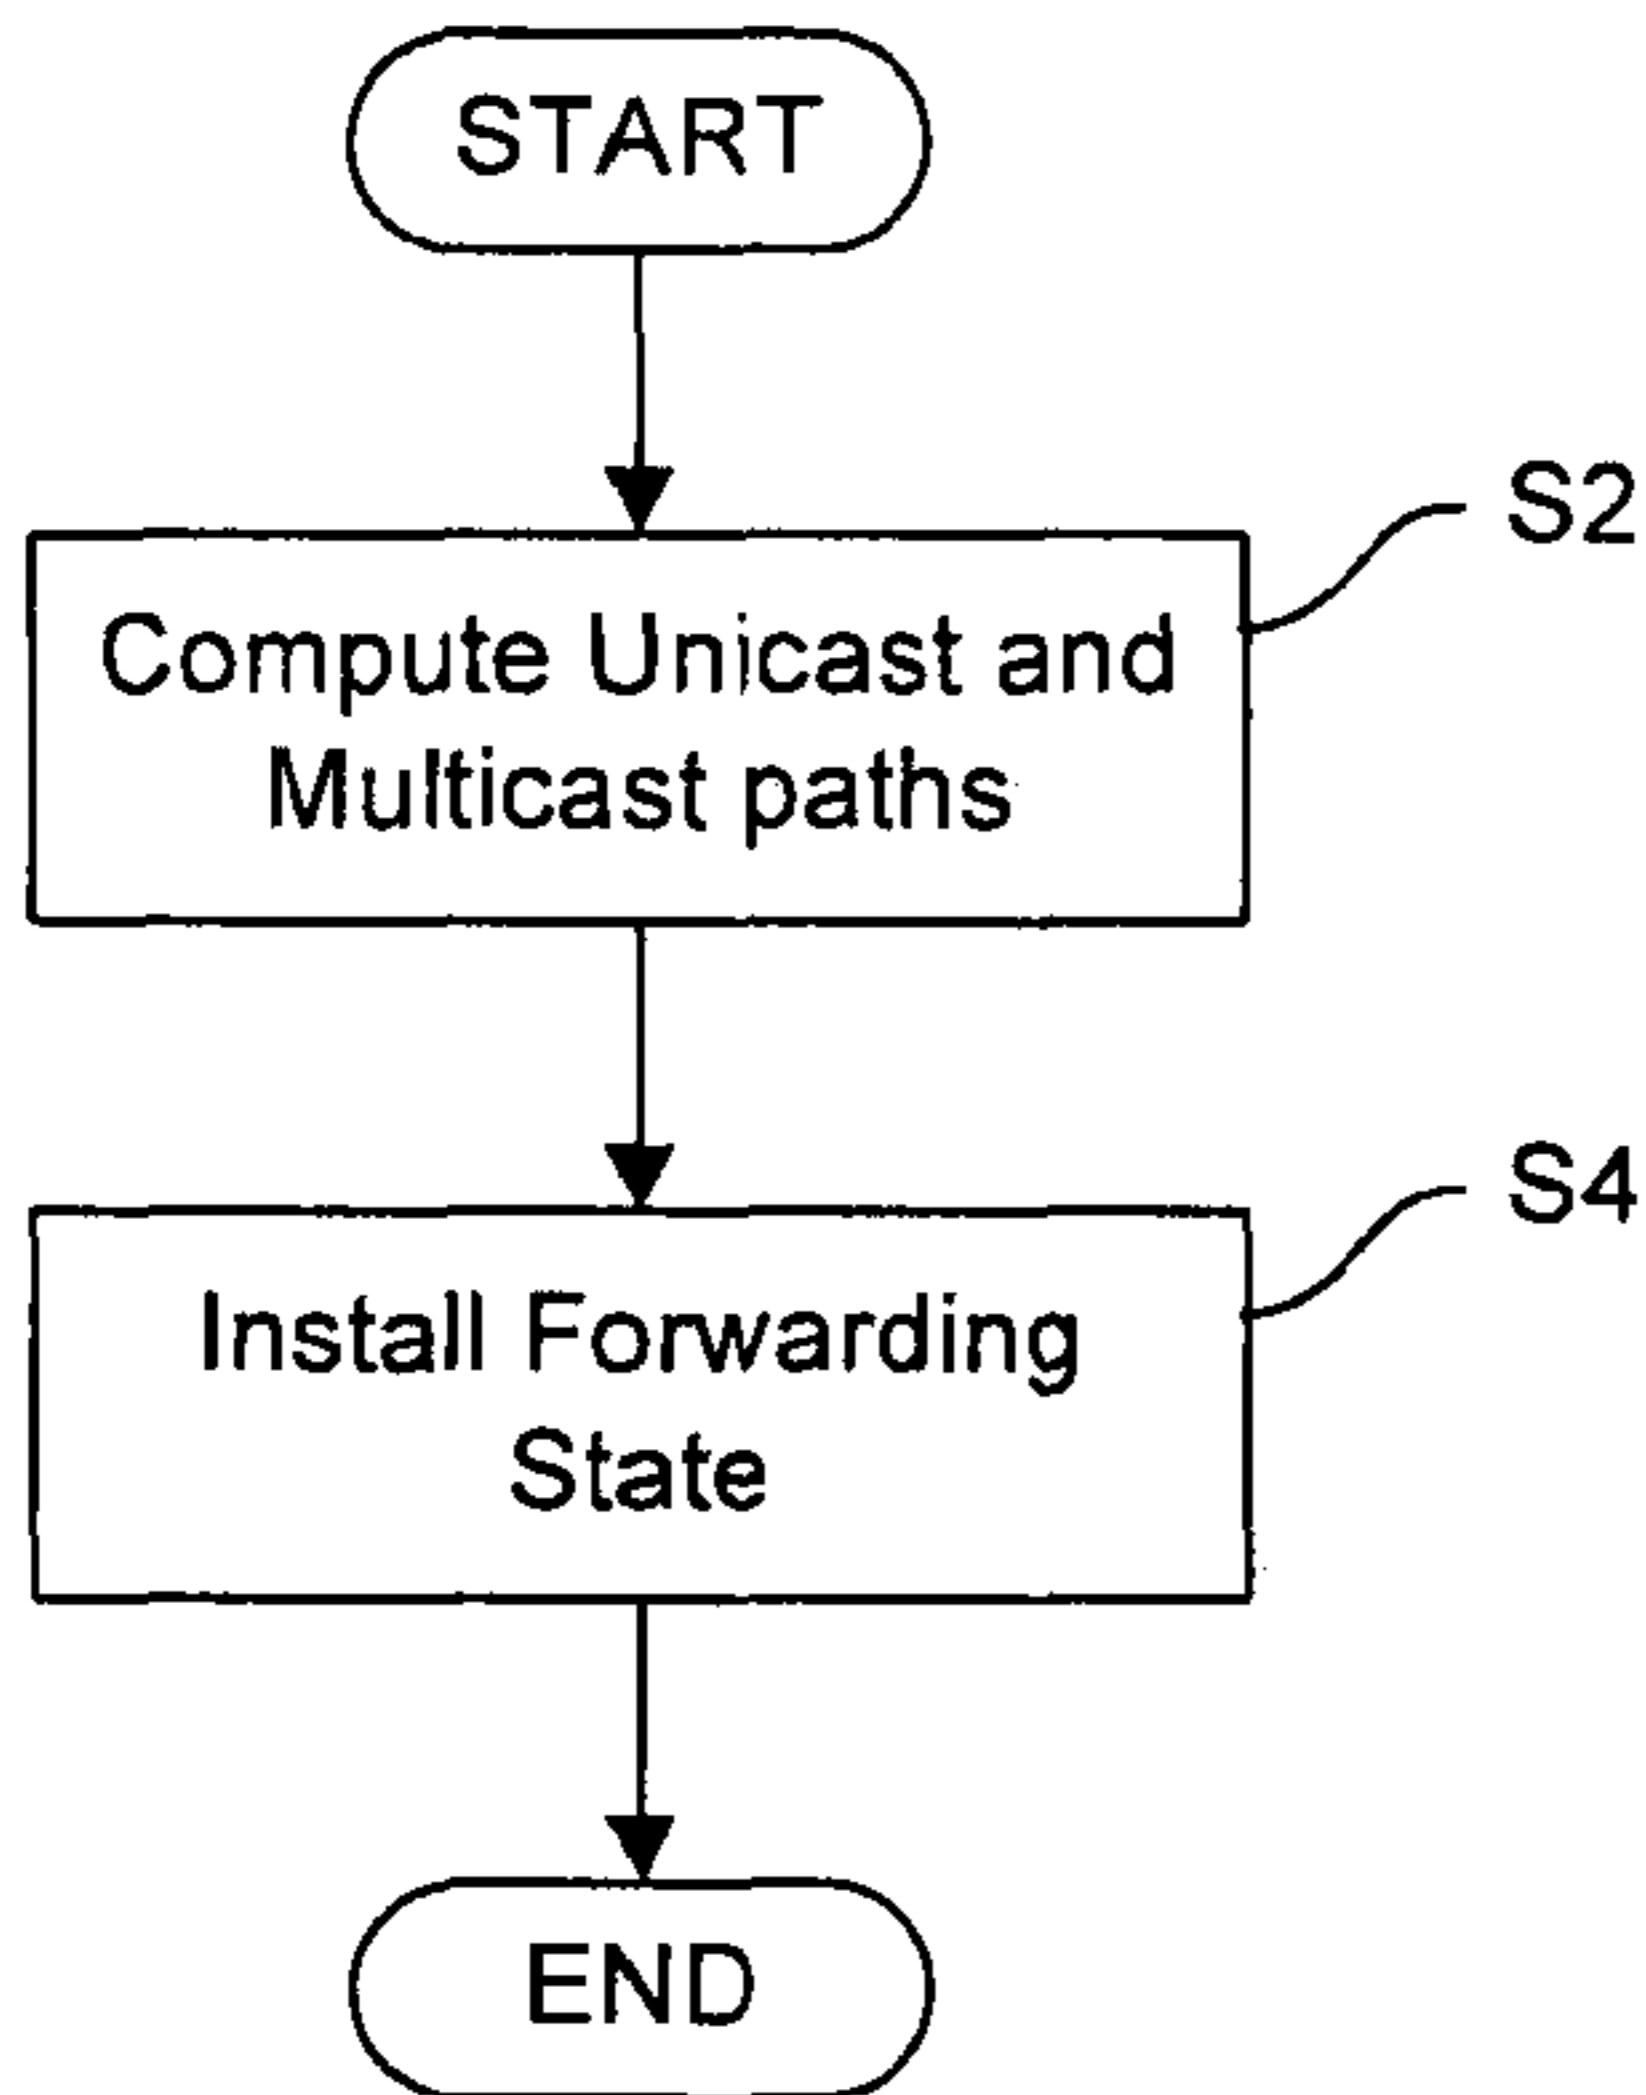 START
S2
Compute Unicast and
Multicast paths
S4
Install Forwarding
State
END